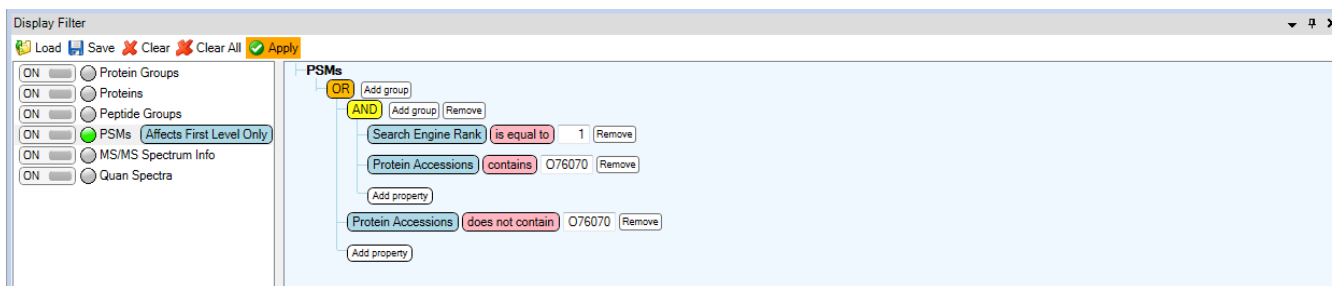 Display Filter
Load Save Clear Clear All Apply
ON Protein Groups
ON Proteins
ON Peptide Groups
ON PSMs Affects First Level Only
ON MS/MS Spectrum Info
ON Quan Spectra
PSMs
OR Add group
AND Add group Remove
Search Engine Rank is equal to 1 Remove
Protein Accessions contains O76070 Remove
Add property
Protein Accessions does not contain O76070 Remove
Add property